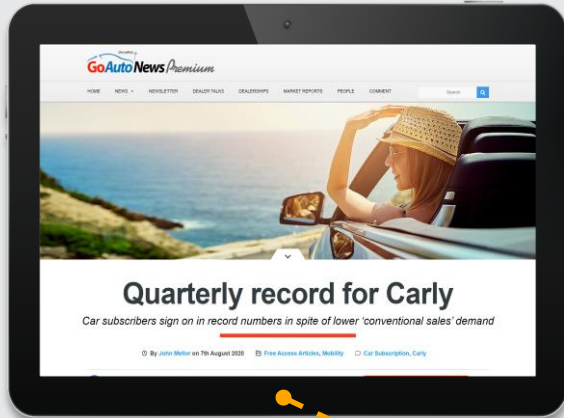 GoAutoNews Premium
HOME NEWS NEWSLETTER DEALER TALKS DEALERSHIPS MARKET REPORTS PEOPLE COMMENT Search
Quarterly record for Carly
Car subscribers sign on in record numbers in spite of lower 'conventional sales' demand
By John Mellor on 7th August 2020 Free Access Articles, Mobility Car Subscription, Carly